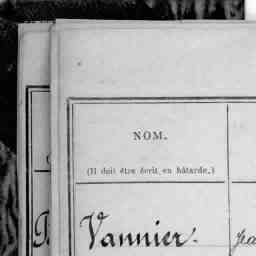 NOM.
(Il doit être écrit en bâtarde.)
Vannier.